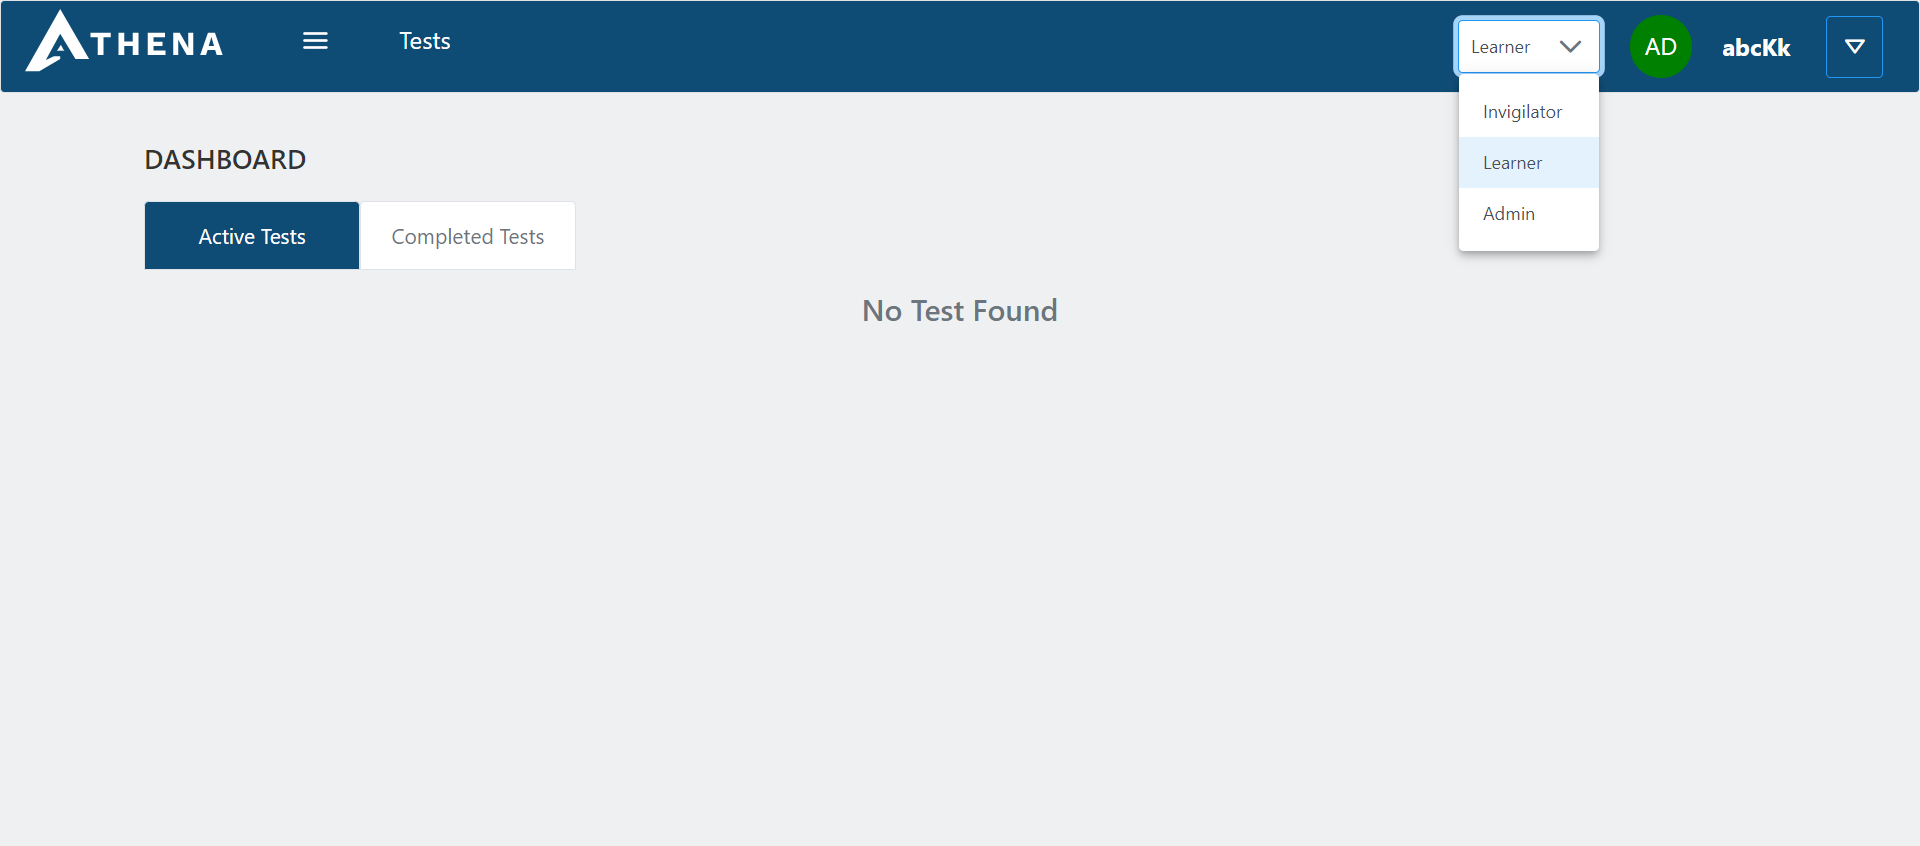 ATHENA
Tests
Learner
AD
abcKk
Invigilator
Learner
Admin
DASHBOARD
Active Tests
Completed Tests
No Test Found